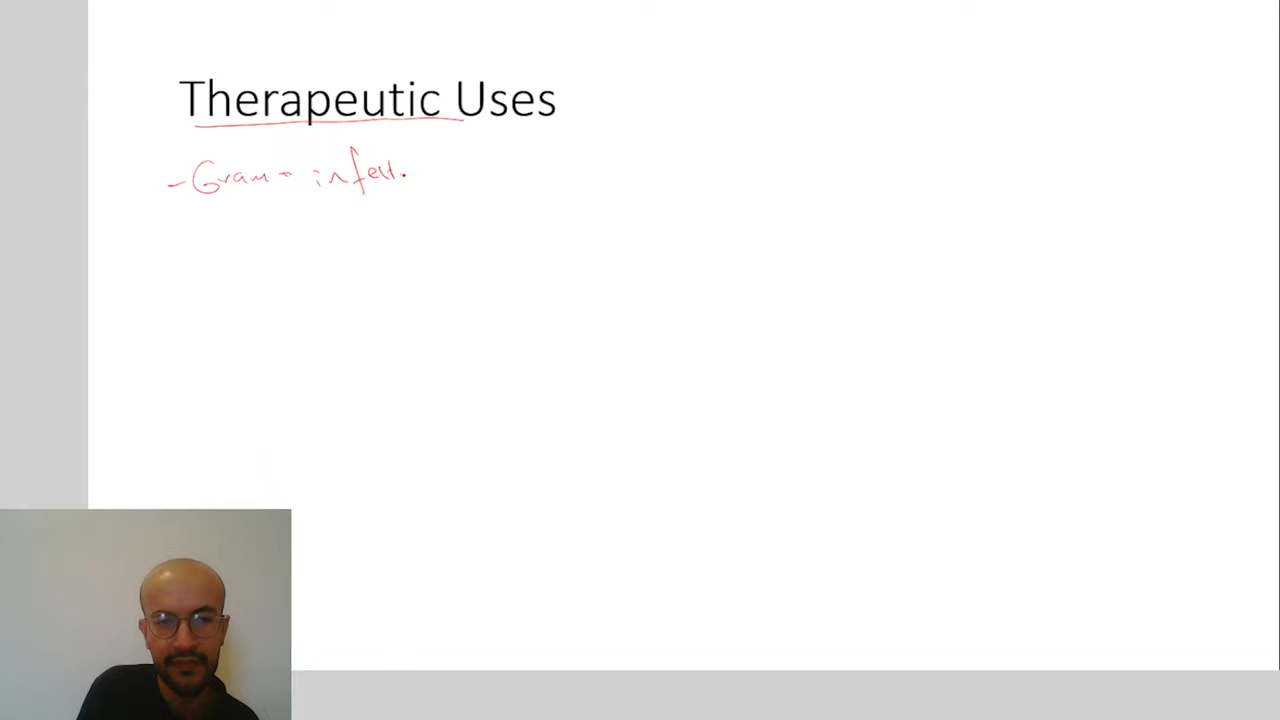 Therapeutic Uses
- Gram - infect.